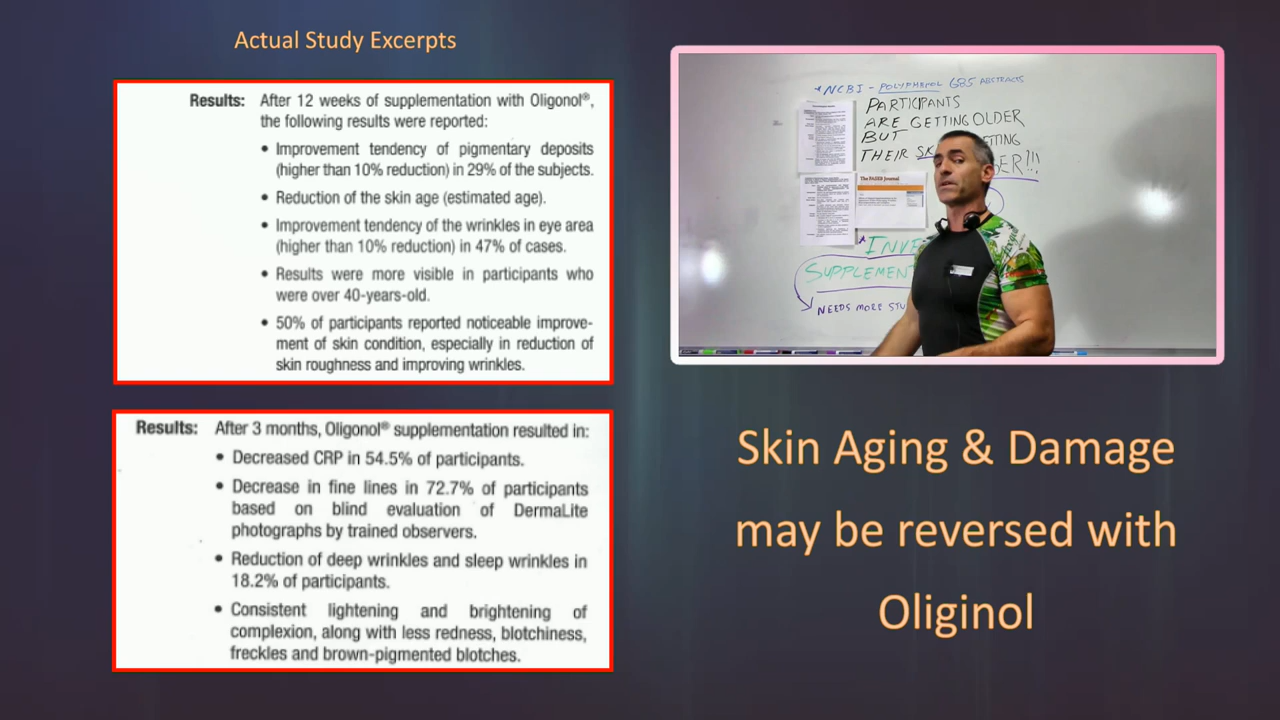 Actual Study Excerpts
Results: After 12 weeks of supplementation with Oligonol®,
the following results were reported:
• Improvement tendency of pigmentary deposits
(higher than 10% reduction) in 29% of the subjects.
• Reduction of the skin age (estimated age).
• Improvement tendency of the wrinkles in eye area
(higher than 10% reduction) in 47% of cases.
• Results were more visible in participants who
were over 40-years-old.
• 50% of participants reported noticeable improve-
ment of skin condition, especially in reduction of
skin roughness and improving wrinkles.
Results: After 3 months, Oligonol® supplementation resulted in:
• Decreased CRP in 54.5% of participants.
• Decrease in fine lines in 72.7% of participants
based on blind evaluation of DermaLite
photographs by trained observers.
• Reduction of deep wrinkles and sleep wrinkles in
18.2% of participants.
• Consistent lightening and brightening of
complexion, along with less redness, blotchiness,
freckles and brown-pigmented blotches.
*NCBI - POLYPHENOL 685 ABSTRACTS
PARTICIPANTS
ARE GETTING OLDER
BUT
THEIR
The FASEB Journal
SUPPLEMENT
NEEDS MORE
Skin Aging & Damage
may be reversed with
Oliginol